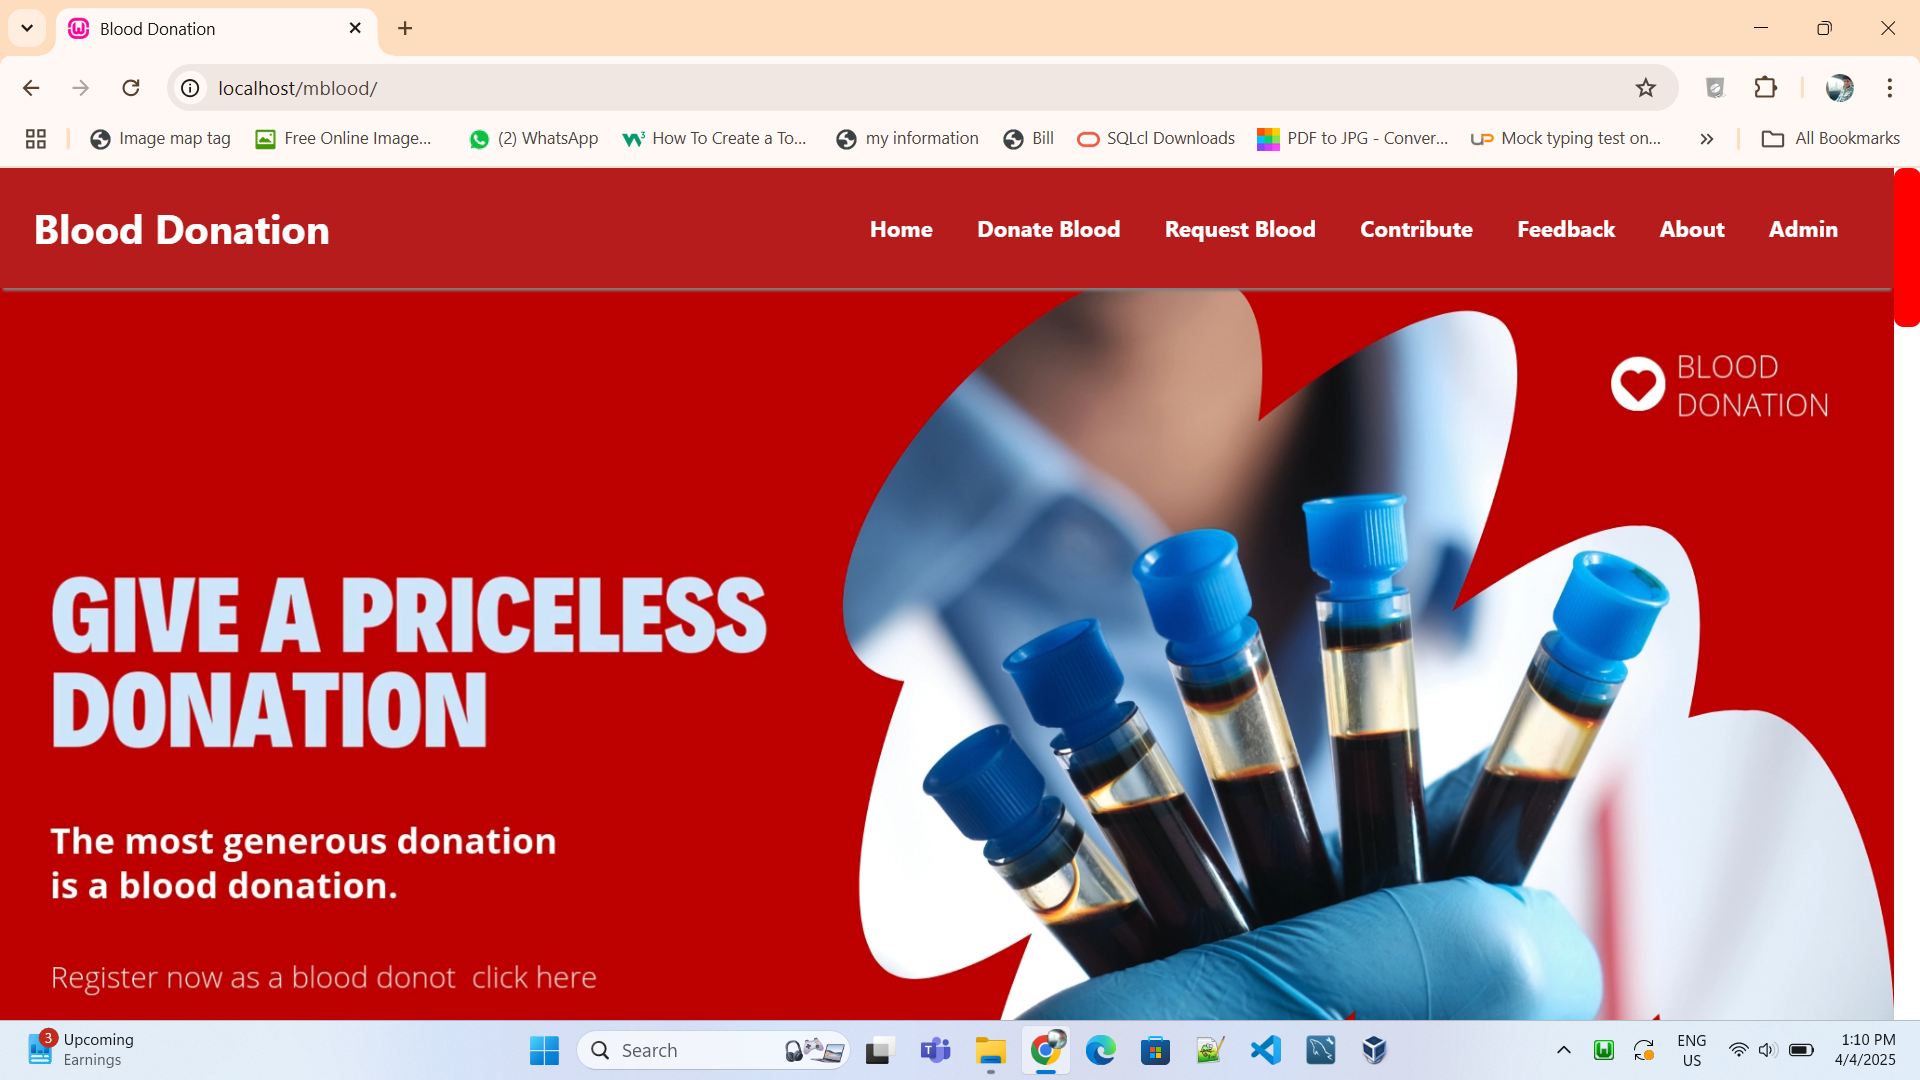 Blood Donation
localhost/mblood/
Image map tag
Free Online Image...
(2) WhatsApp
How To Create a To...
my information
Bill
SQLcl Downloads
PDF to JPG - Conver...
UP
Mock typing test on...
All Bookmarks
Blood Donation
Home
Donate Blood
Request Blood
Contribute
Feedback
About
Admin
BLOOD
DONATION
GIVE A PRICELESS
DONATION
The most generous donation
is a blood donation.
Register now as a blood donot click here
3
Upcoming
Earnings
Search
ENG
US
1:10 PM
4/4/2025